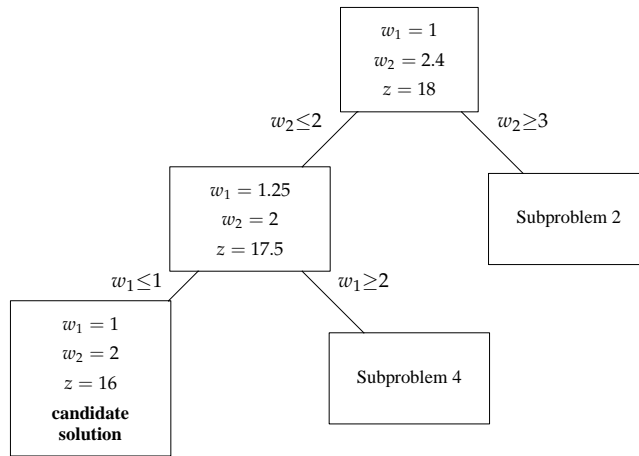 w₁ = 1
w₂ = 2.4
z = 18
w₂≤2
w₂≥3
w₁ = 1.25
w₂ = 2
z = 17.5
Subproblem 2
w₁≤1
w₁≥2
w₁ = 1
w₂ = 2
z = 16
candidate
solution
Subproblem 4